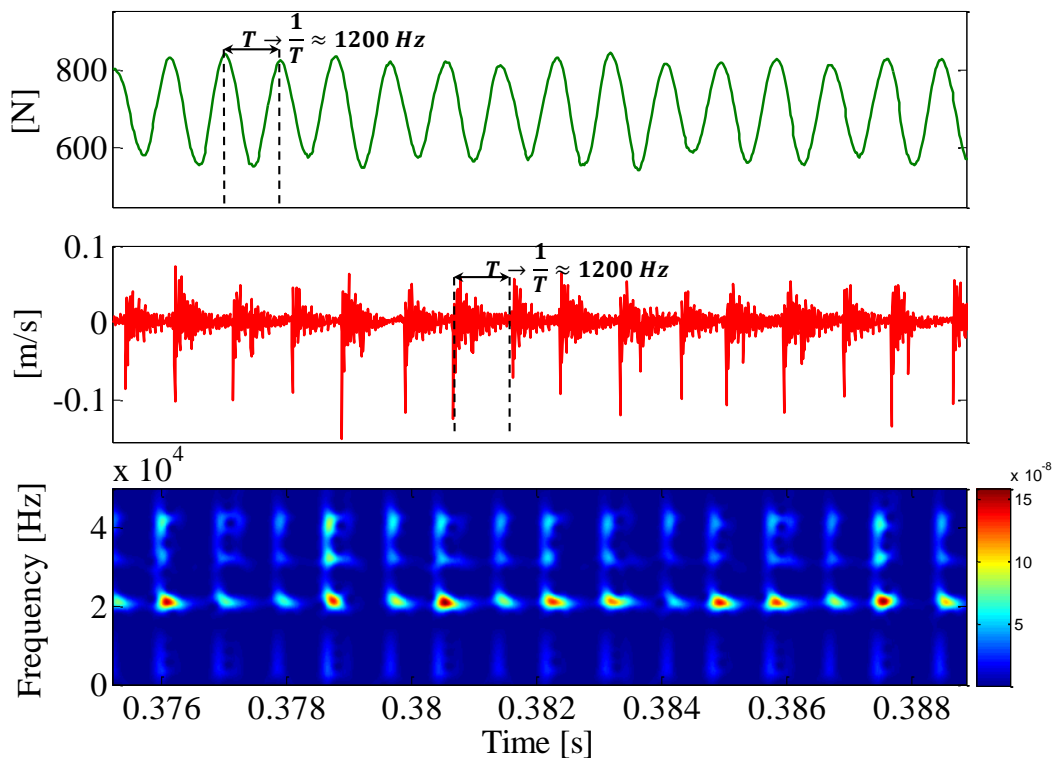 T → 1/T ≈ 1200 Hz
800
600
[N]
T → 1/T ≈ 1200 Hz
0.1
0
-0.1
[m/s]
x 10^4
x 10^-8
4
2
0
Frequency [Hz]
15
10
5
0.376 0.378 0.38 0.382 0.384 0.386 0.388
Time [s]